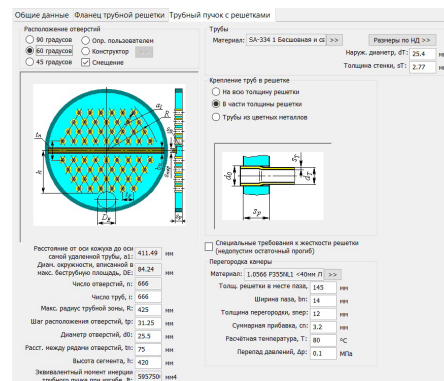 Общие данные Фланец трубной решетки Трубный пучок с решетками
Расположение отверстий
90 градусов Опр. пользователем
60 градусов Конструктор >>
45 градусов Смещение
Трубы
Материал: SA-334 1 Бесшовная и св >> Размеры по НД >>
Наруж. диаметр, dT: 25.4 мм
Толщина стенки, sT: 2.77 мм
Крепление труб в решетке
На всю толщину решетки
В части толщины решетки
Трубы из цветных металлов
Расстояние от оси кожуха до оси самой удаленной трубы, a1: 411.49 мм
Диам. окружности, вписанной в макс. беструбную площадь, DE: 84.24 мм
Число отверстий, n: 666
Число труб, i: 666
Макс. радиус трубной зоны, R: 425 мм
Шаг расположения отверстия, tp: 31.25 мм
Диаметр отверстий, d0: 25.5 мм
Расст. между рядами отверстий, tn: 75 мм
Высота сегмента, h: 420 мм
Эквивалентный момент инерции
мм4
Специальные требования к жесткости решетки
(недопустим остаточный прогиб)
Перегородка камеры
Материал: 1.0566 P355NL1 <40мм Л >>
Толщ. решетки в месте паза, 145 мм
Ширина паза, bn: 14 мм
Толщина перегородки, sпер: 12 мм
Суммарная прибавка, cn: 3.2 мм
Расчётная температура, T: 80 °C
Перепад давлений, Δp: 0.1 МПа